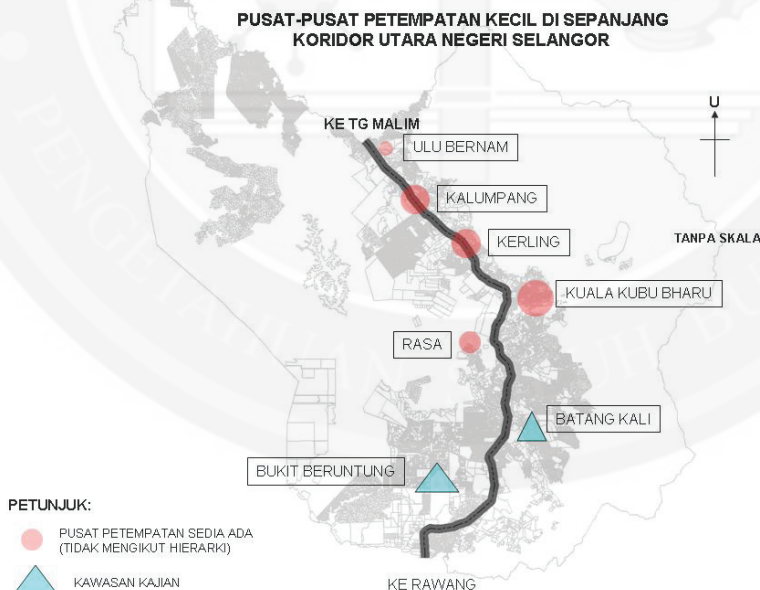 PUSAT-PUSAT PETEMPATAN KECIL DI SEPANJANG
KORIDOR UTARA NEGERI SELANGOR
U
KE TG MALIM
ULU BERNAM
KALUMPANG
KERLING
TANPA SKALA
KUALA KUBU BHARU
RASA
BATANG KALI
BUKIT BERUNTUNG
PETUNJUK:
PUSAT PETEMPATAN SEDIA ADA
(TIDAK MENGIKUT HIERARKI)
KAWASAN KAJIAN
KE RAWANG